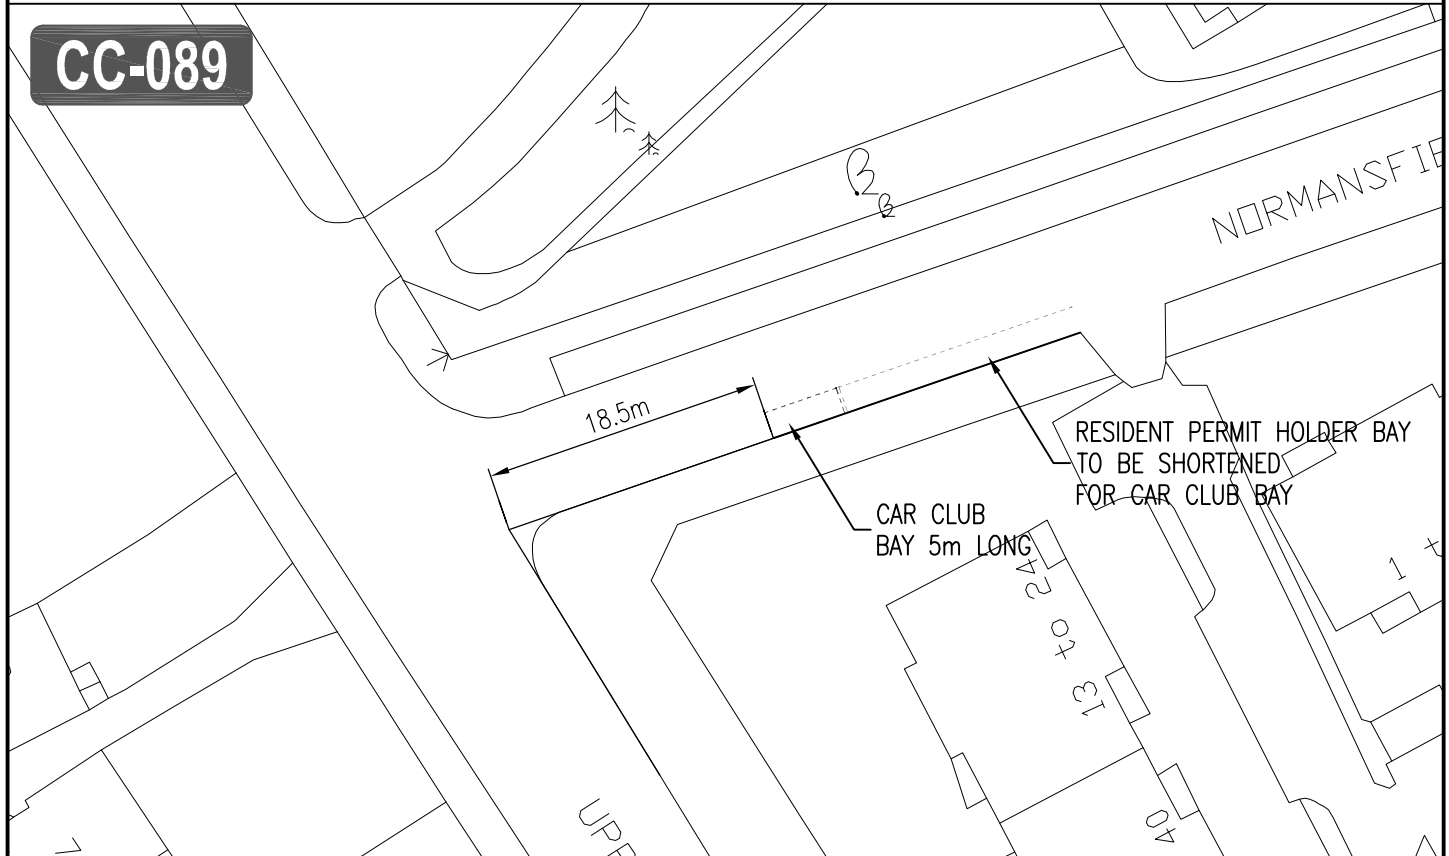 CC-089
NORMANSFIE
18.5m
RESIDENT PERMIT HOLDER BAY
TO BE SHORTENED
FOR CAR CLUB BAY
CAR CLUB
BAY 5m LONG
13 to 24
1 t
40
UPP
7